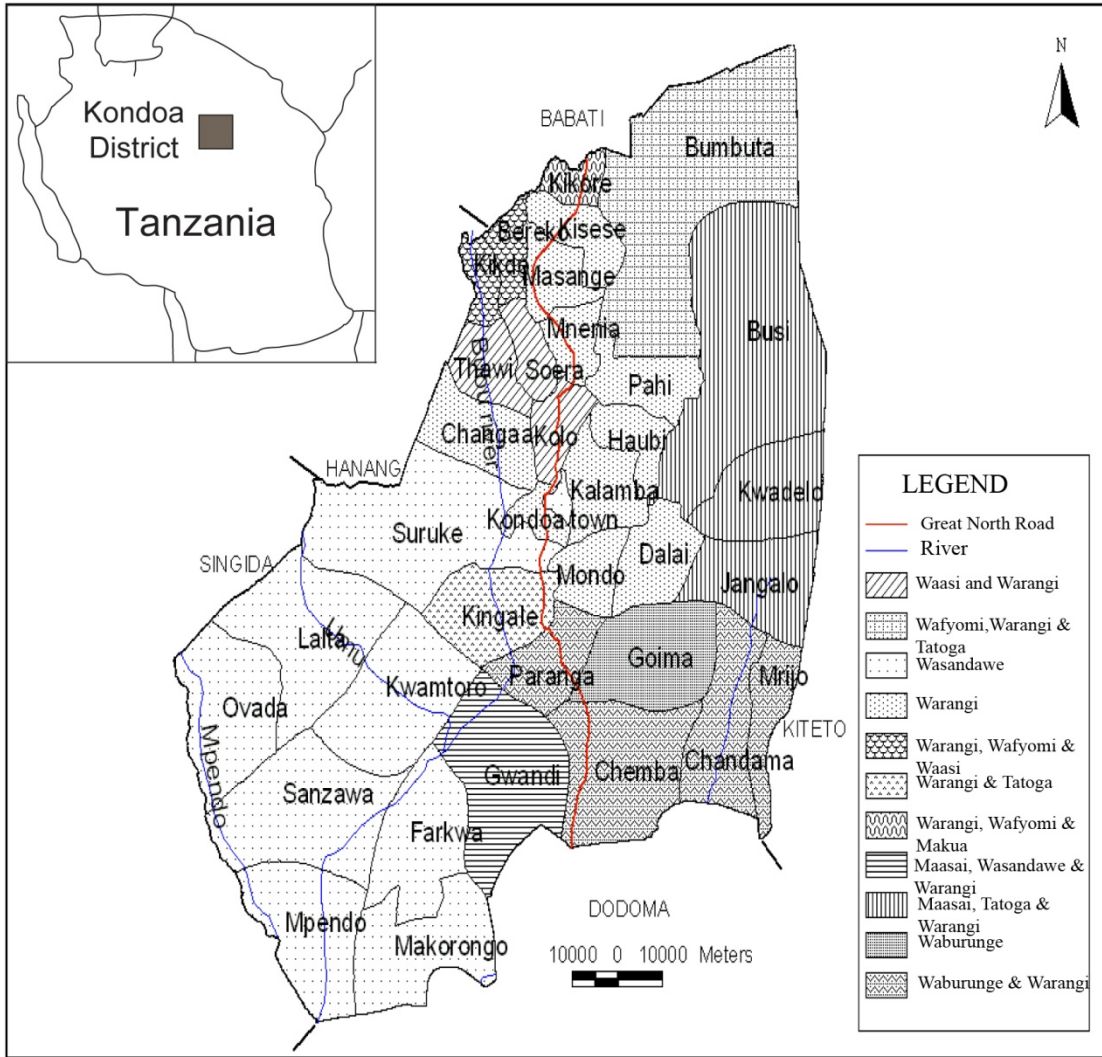 Kondoa
District
Tanzania
N
BABATI
Bumbuta
Kikore
Bereko
Kisese
Masange
Mnenia
Busi
Thawi
Soera
Pahi
Bubu river
Changaa
Kolo
Haubi
HANANG
Kalamba
Kwadelo
Suruke
Kondoa town
Dalai
SINGIDA
Mondo
Jangalo
Kingale
Lalta
Goima
Paranga
Mrijo
Kwamtoro
Ovada
KITETO
Mpendo
Gwandi
Chemba
Chandama
Sanzawa
Farkwa
Mpendo
Makorongo
DODOMA
10000 0 10000 Meters
LEGEND
Great North Road
River
Waasi and Warangi
Wafyomi,Warangi &
Tatoga
Wasandawe
Warangi
Warangi, Wafyomi &
Waasi
Warangi & Tatoga
Warangi, Wafyomi &
Makua
Maasai, Wasandawe &
Warangi
Maasai, Tatoga &
Warangi
Waburunge
Waburunge & Warangi